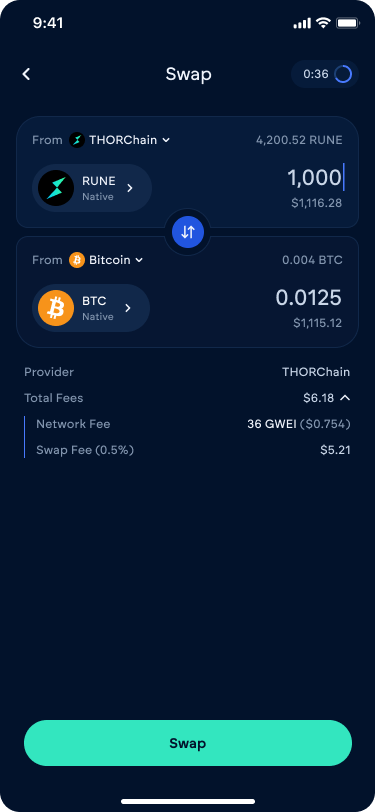 9:41
Swap
0:36
From THORChain 4,200.52 RUNE
RUNE 1,000
Native $1,116.28
From Bitcoin 0.004 BTC
BTC 0.0125
Native $1,115.12
Provider THORChain
Total Fees $6.18
Network Fee 36 GWEI ($0.754)
Swap Fee (0.5%) $5.21
Swap